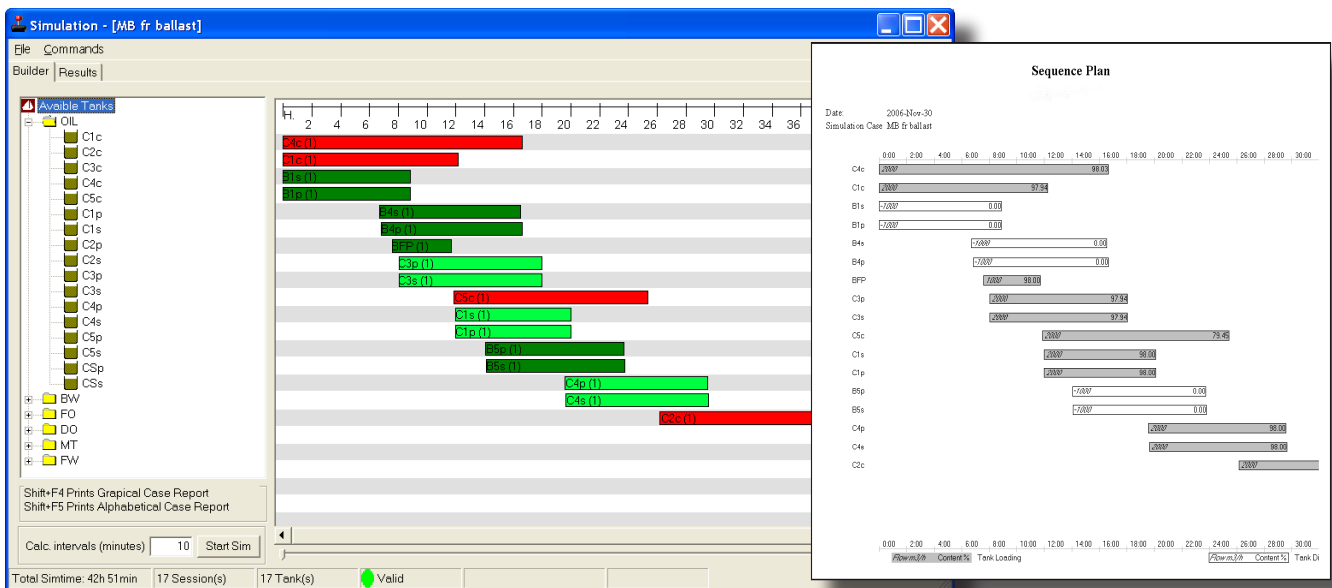 Simulation - [MB fr ballast]
File Commands
Builder Results
Avaible Tanks
OIL
C1c
C2c
C3c
C4c
C5c
C1p
C1s
C2p
C2s
C3p
C3s
C4p
C4s
C5p
C5s
CSp
CSs
BW
FO
DO
MT
FW
Shift+F4 Prints Grapical Case Report
Shift+F5 Prints Alphabetical Case Report
Calc. intervals (minutes) 10 Start Sim
Total Simtime: 42h 51min 17 Session(s) 17 Tank(s) Valid
H. 2 4 6 8 10 12 14 16 18 20 22 24 26 28 30 32 34 36
C4c (1)
C1c (1)
B1s (1)
B1p (1)
B4s (1)
B4p (1)
BFP (1)
C3p (1)
C3s (1)
C5c (1)
C1s (1)
C1p (1)
B5p (1)
B5s (1)
C4p (1)
C4s (1)
C2c (1)
Sequence Plan
Date: 2006-Nov-30
Simulation Case MB fr ballast
0:00 2:00 4:00 6:00 8:00 10:00 12:00 14:00 16:00 18:00 20:00 22:00 24:00 26:00 28:00 30:00
C4c 2000 98.03
C1c 2000 97.94
B1s -1000 0.00
B1p -1000 0.00
B4s -1000 0.00
B4p -1000 0.00
BFP 1000 98.00
C3p 2000 97.94
C3s 2000 97.94
C5c 2000 79.45
C1s 2000 98.00
C1p 2000 98.00
B5p -1000 0.00
B5s -1000 0.00
C4p 2000 98.00
C4s 2000 98.00
C2c 2000
0:00 2:00 4:00 6:00 8:00 10:00 12:00 14:00 16:00 18:00 20:00 22:00 24:00 26:00 28:00 30:00
Flow m3/h Content % Tank Loading Flow m3/h Content % Tank Di